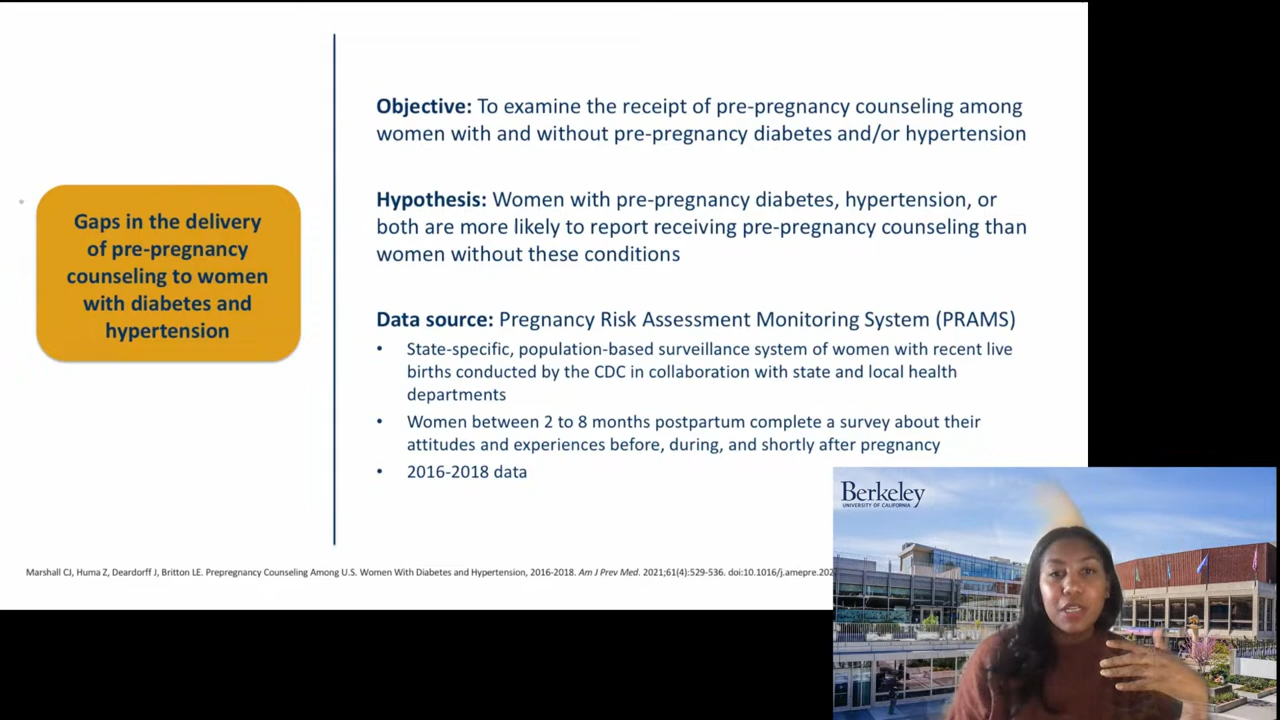 Gaps in the delivery
of pre-pregnancy
counseling to women
with diabetes and
hypertension
Objective: To examine the receipt of pre-pregnancy counseling among
women with and without pre-pregnancy diabetes and/or hypertension
Hypothesis: Women with pre-pregnancy diabetes, hypertension, or
both are more likely to report receiving pre-pregnancy counseling than
women without these conditions
Data source: Pregnancy Risk Assessment Monitoring System (PRAMS)
• State-specific, population-based surveillance system of women with recent live
births conducted by the CDC in collaboration with state and local health
departments
• Women between 2 to 8 months postpartum complete a survey about their
attitudes and experiences before, during, and shortly after pregnancy
• 2016-2018 data
Marshall CJ, Huma Z, Deardorff J, Britton LE. Prepregnancy Counseling Among U.S. Women With Diabetes and Hypertension, 2016-2018. Am J Prev Med. 2021;61(4):529-536. doi:10.1016/j.amepre.202
Berkeley
UNIVERSITY OF CALIFORNIA